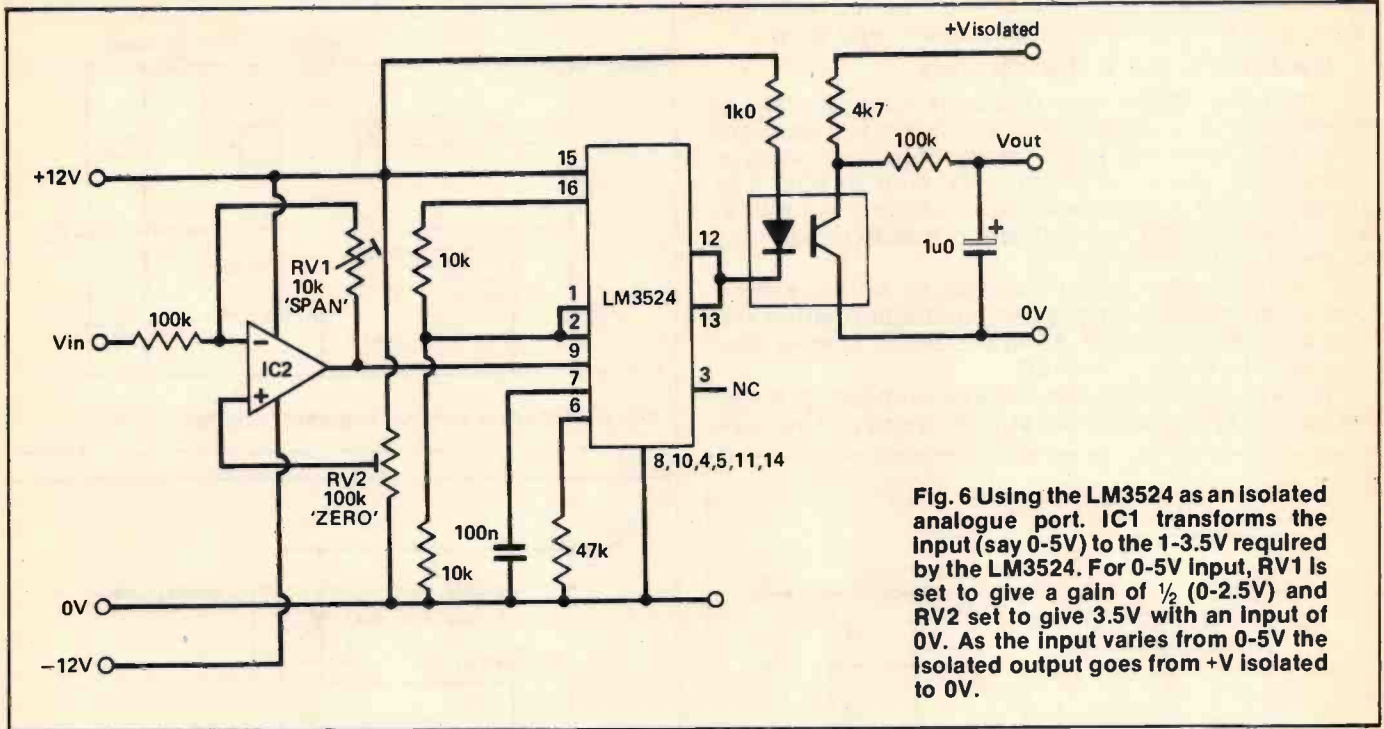 +Visolated
1k0
4k7
100k
Vout
+12V
15
16
12
1u0
+
RV1
10k
'SPAN'
10k
1
2
LM3524
13
100k
Vin
−
IC2
+
9
7
6
3
NC
0V
8,10,4,5,11,14
RV2
100k
'ZERO'
100n
10k
47k
0V
−12V
Fig. 6 Using the LM3524 as an isolated
analogue port. IC1 transforms the
input (say 0-5V) to the 1-3.5V required
by the LM3524. For 0-5V input, RV1 is
set to give a gain of ½ (0-2.5V) and
RV2 set to give 3.5V with an input of
0V. As the input varies from 0-5V the
isolated output goes from +V isolated
to 0V.